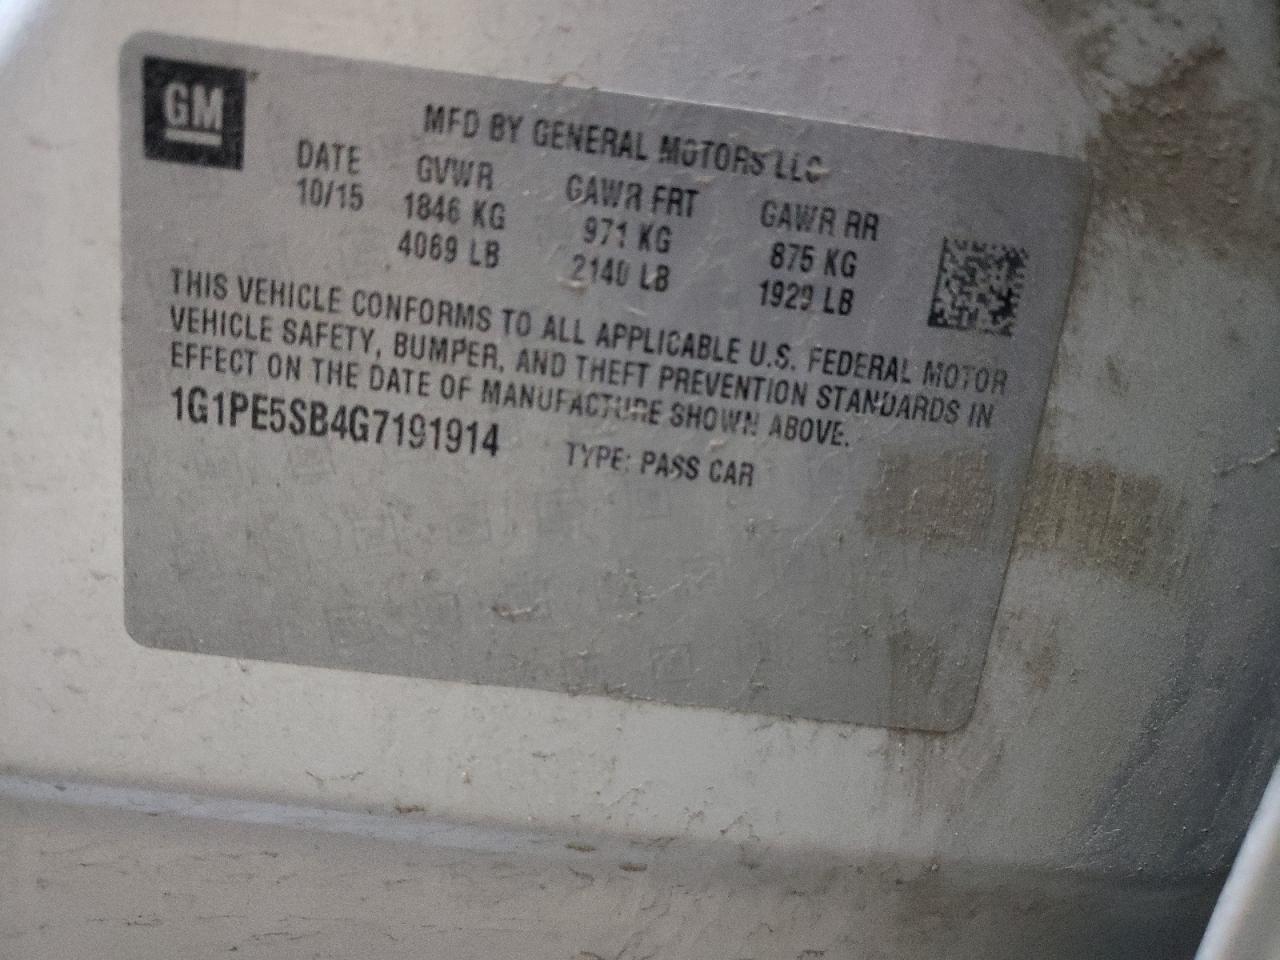 GM
MFD BY GENERAL MOTORS LLC
DATE GVWR GAWR FRT GAWR RR
10/15 1846 KG 971 KG 875 KG
4069 LB 2140 LB 1929 LB
THIS VEHICLE CONFORMS TO ALL APPLICABLE U.S. FEDERAL MOTOR
VEHICLE SAFETY, BUMPER, AND THEFT PREVENTION STANDARDS IN
EFFECT ON THE DATE OF MANUFACTURE SHOWN ABOVE.
1G1PE5SB4G7191914 TYPE: PASS CAR